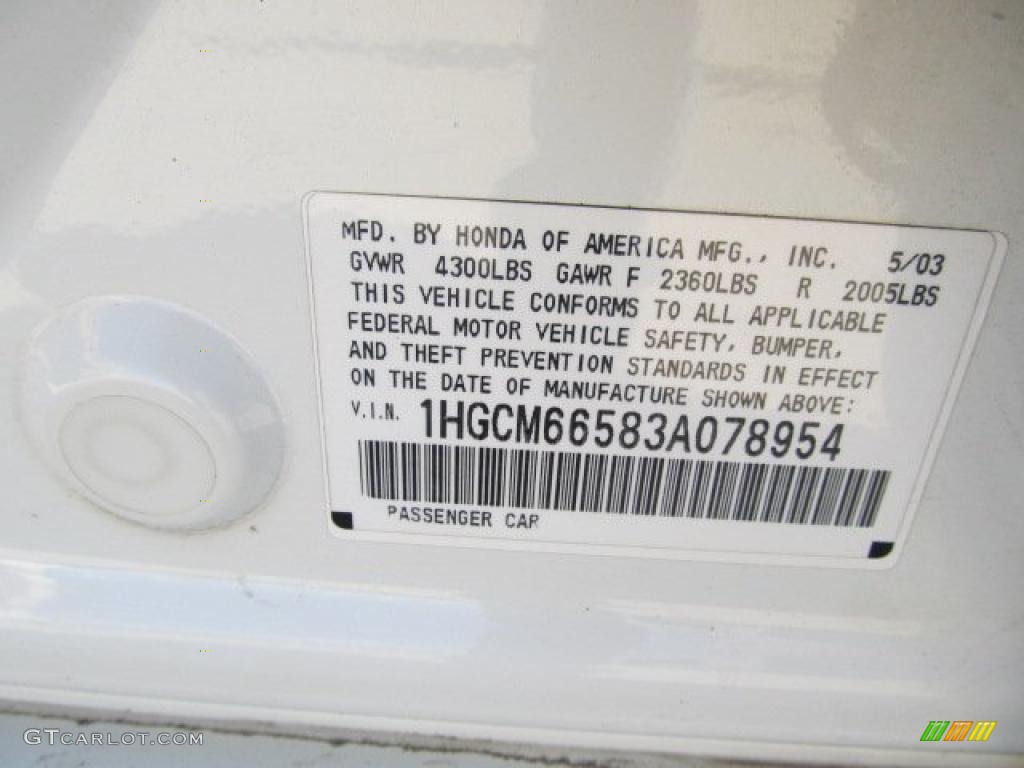 MFD. BY HONDA OF AMERICA MFG., INC. 5/03
GVWR 4300LBS GAWR F 2360LBS R 2005LBS
THIS VEHICLE CONFORMS TO ALL APPLICABLE
FEDERAL MOTOR VEHICLE SAFETY, BUMPER,
AND THEFT PREVENTION STANDARDS IN EFFECT
ON THE DATE OF MANUFACTURE SHOWN ABOVE:
V.I.N. 1HGCM66583A078954
PASSENGER CAR
GTCARLOT.COM